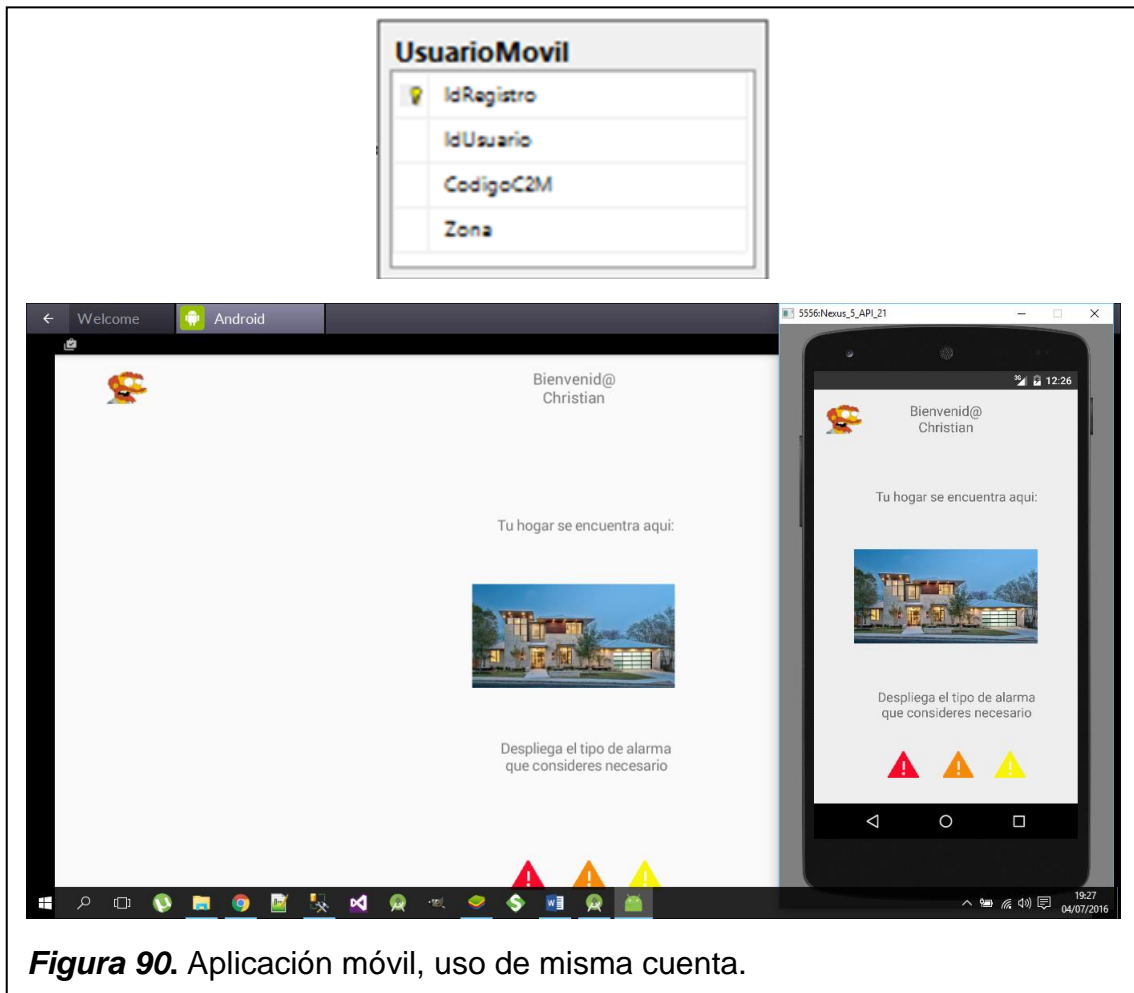 UsuarioMovil
IdRegistro
IdUsuario
CodigoC2M
Zona
Welcome
Android
Bienvenid@
Christian
Tu hogar se encuentra aqui:
Despliega el tipo de alarma
que consideres necesario
5556:Nexus_5_API_21
3G 12:26
Bienvenid@
Christian
Tu hogar se encuentra aqui:
Despliega el tipo de alarma
que consideres necesario
19:27
04/07/2016
Figura 90. Aplicación móvil, uso de misma cuenta.